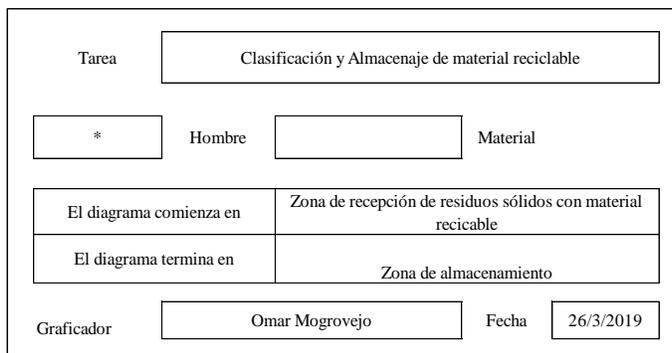 Tarea Clasificación y Almacenaje de material reciclable
* Hombre Material
El diagrama comienza en Zona de recepción de residuos sólidos con material
recicable
El diagrama termina en Zona de almacenamiento
Graficador Omar Mogrovejo Fecha 26/3/2019